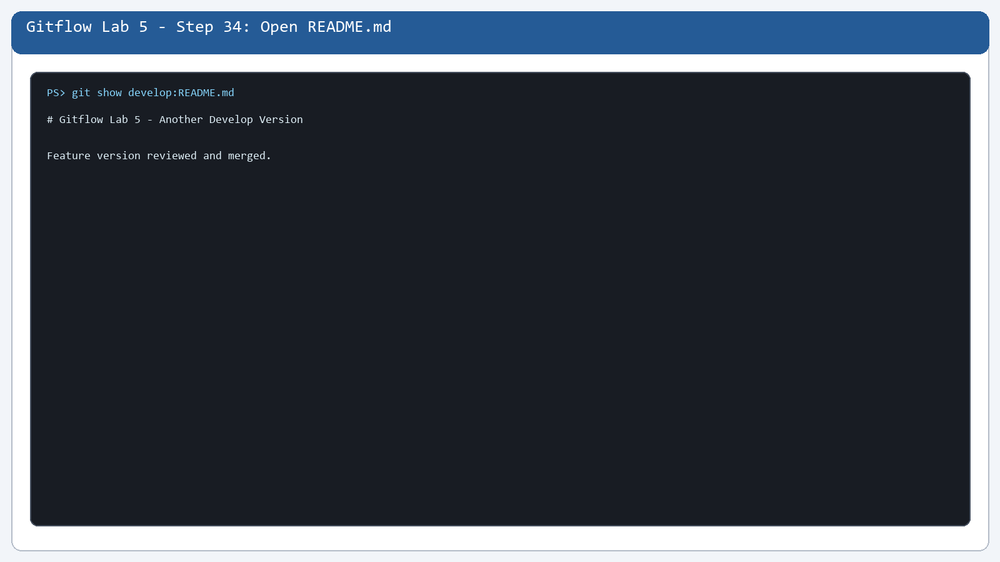 Gitflow Lab 5 - Step 34: Open README.md
PS> git show develop:README.md
# Gitflow Lab 5 - Another Develop Version
Feature version reviewed and merged.